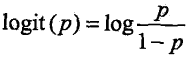 logit(p) = log p/(1 − p)